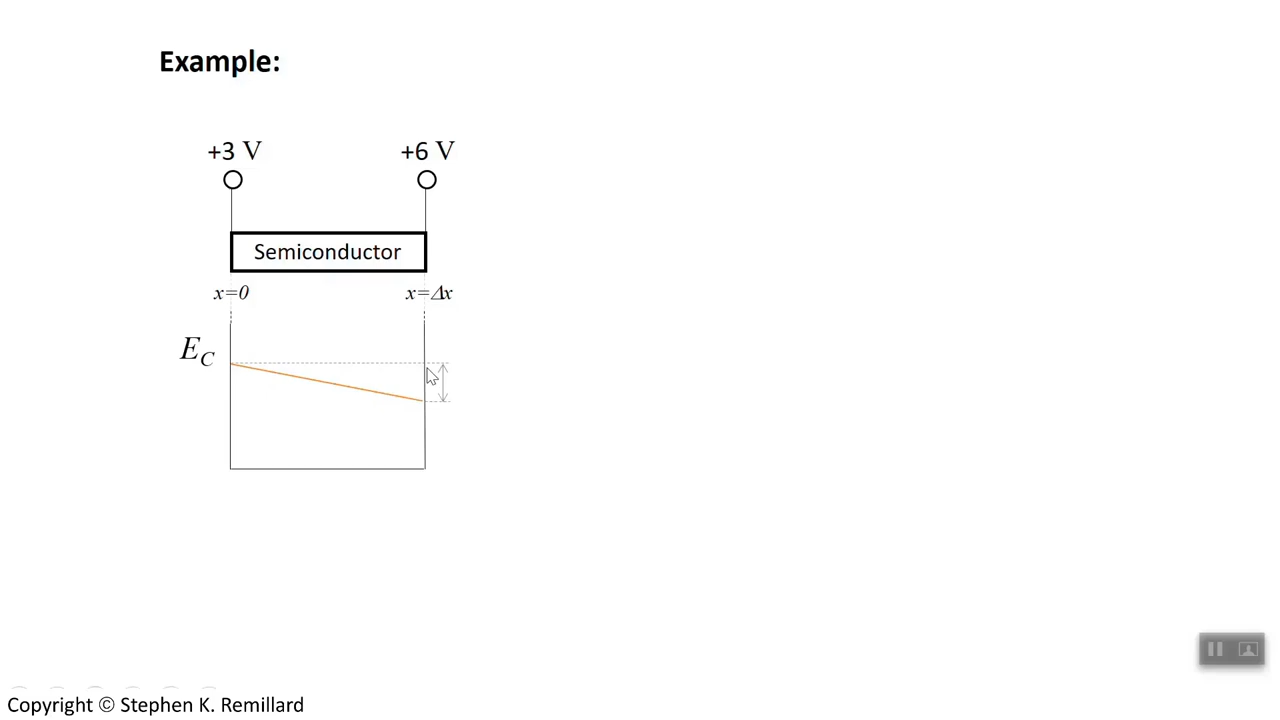 Example:
+3 V +6 V
Semiconductor
x=0 x=Δx
E_C
Copyright © Stephen K. Remillard